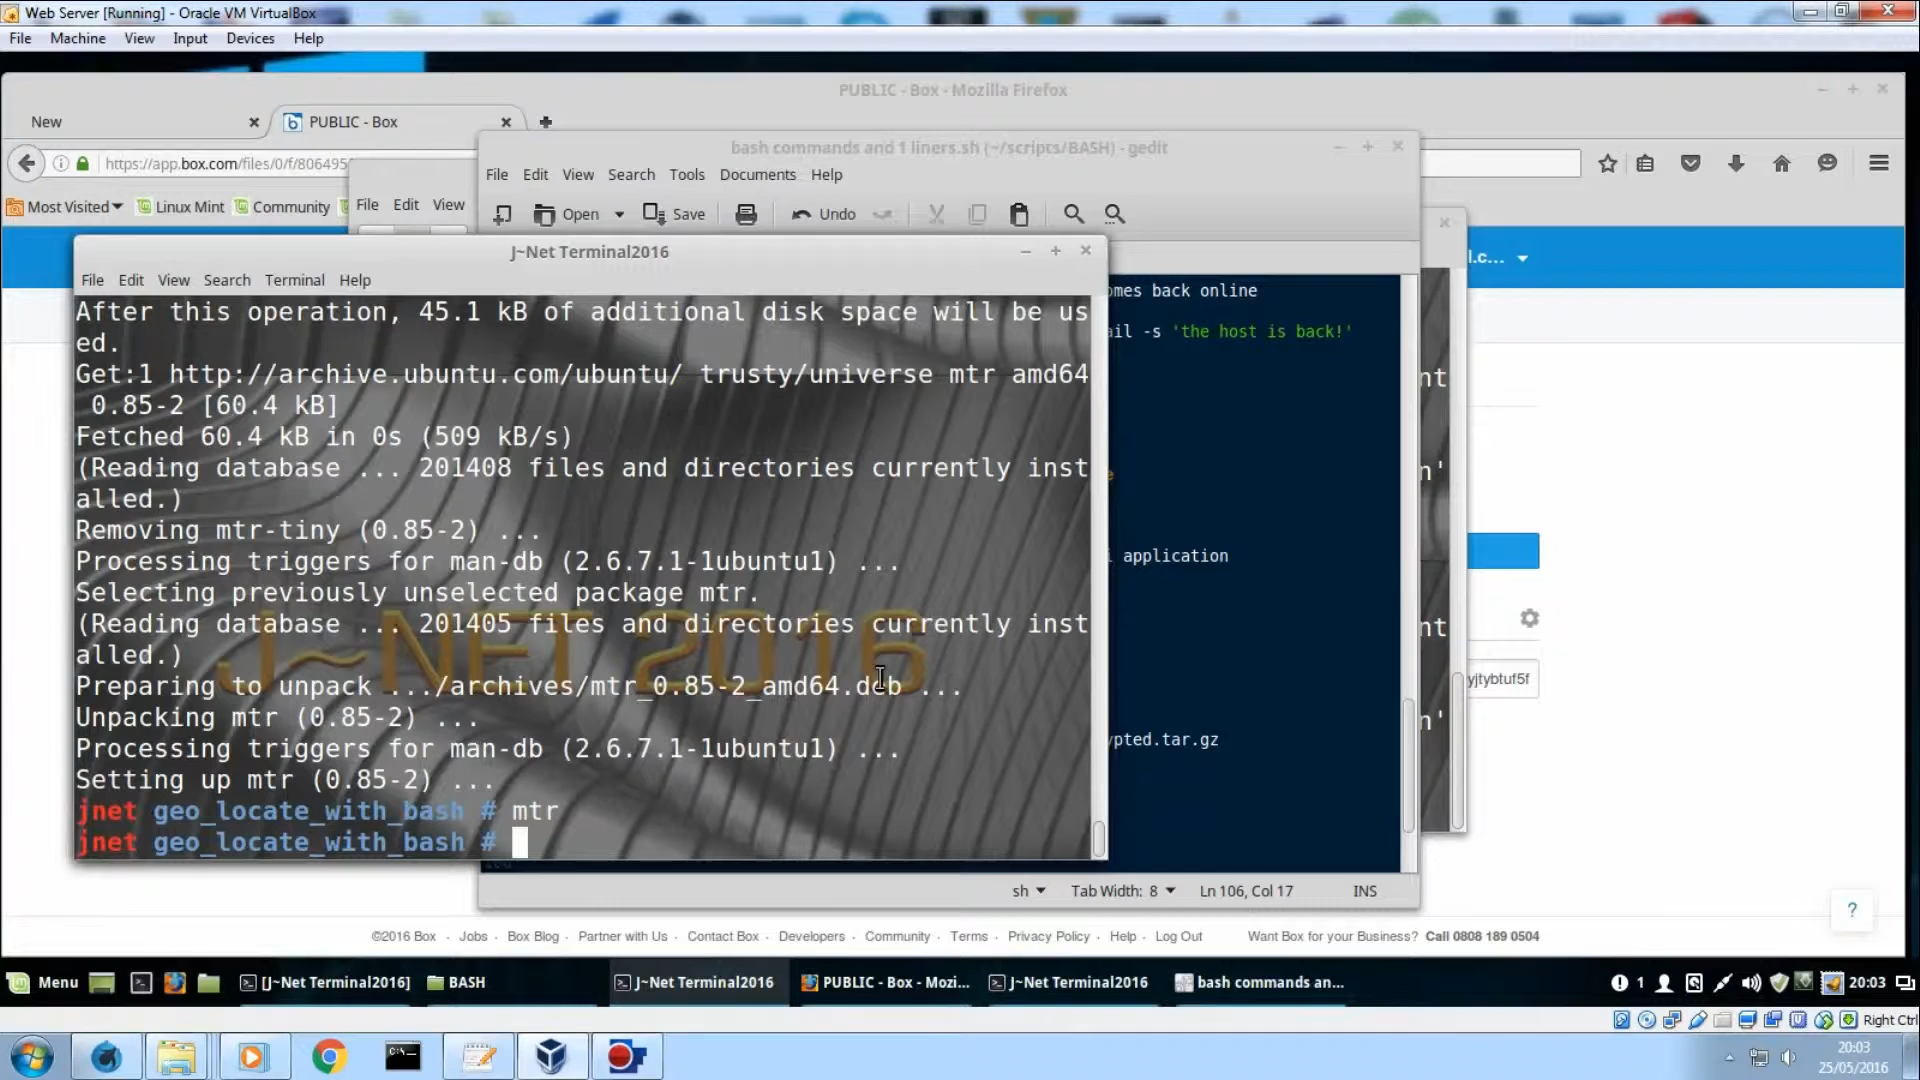 Web Server [Running] - Oracle VM VirtualBox
File Machine View Input Devices Help
PUBLIC - Box - Mozilla Firefox
New
PUBLIC - Box
https://app.box.com/files/0/f/806495
Most Visited
Linux Mint
Community
File Edit View
bash commands and 1 liners.sh (~/scripts/BASH) - gedit
File Edit View Search Tools Documents Help
Open Save Undo
l.c...
J~Net Terminal2016
File Edit View Search Terminal Help
After this operation, 45.1 kB of additional disk space will be us
ed.
Get:1 http://archive.ubuntu.com/ubuntu/ trusty/universe mtr amd64
0.85-2 [60.4 kB]
Fetched 60.4 kB in 0s (509 kB/s)
(Reading database ... 201408 files and directories currently inst
alled.)
Removing mtr-tiny (0.85-2) ...
Processing triggers for man-db (2.6.7.1-1ubuntu1) ...
Selecting previously unselected package mtr.
(Reading database ... 201405 files and directories currently inst
alled.)
Preparing to unpack .../archives/mtr_0.85-2_amd64.deb ...
Unpacking mtr (0.85-2) ...
Processing triggers for man-db (2.6.7.1-1ubuntu1) ...
Setting up mtr (0.85-2) ...
jnet geo_locate_with_bash # mtr
jnet geo_locate_with_bash #
J~NET 2016
omes back online
ail -s 'the host is back!'
i application
ypted.tar.gz
nt
n'
nt
n'
yjtybtuf5f
sh Tab Width: 8 Ln 106, Col 17 INS
?
©2016 Box · Jobs · Box Blog · Partner with Us · Contact Box · Developers · Community · Terms · Privacy Policy · Help · Log Out
Want Box for your Business? Call 0808 189 0504
Menu
[J~Net Terminal2016]
BASH
J~Net Terminal2016
PUBLIC - Box - Mozi...
J~Net Terminal2016
bash commands an...
1
20:03
Right Ctrl
20:03
25/05/2016